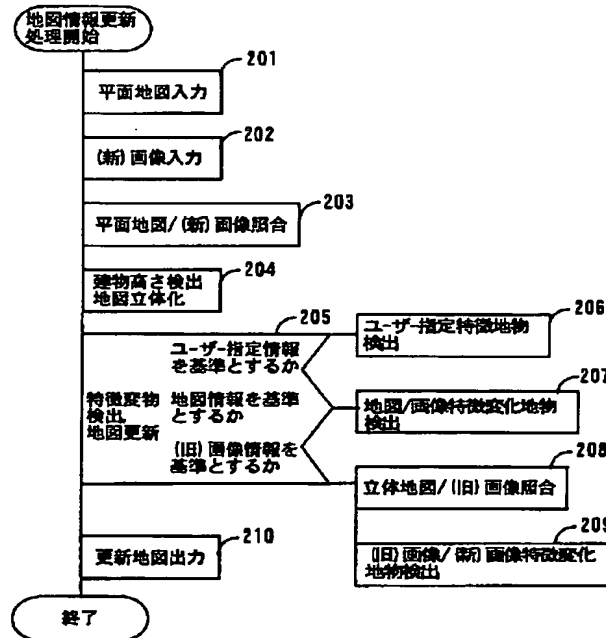 地図情報更新
処理開始
201
平面地図入力
202
(新)画像入力
203
平面地図/(新)画像照合
204
建物高さ検出
地図立体化
205
特徴変物
検出,
地図更新
ユーザー指定情報
を基準とするか
地図情報を基準
とするか
(旧)画像情報を
基準とするか
206
ユーザー指定特徴地物
検出
207
地図/画像特徴変化地物
検出
208
立体地図/(旧)画像照合
209
(旧)画像/(新)画像特徴変化
地物検出
210
更新地図出力
終了